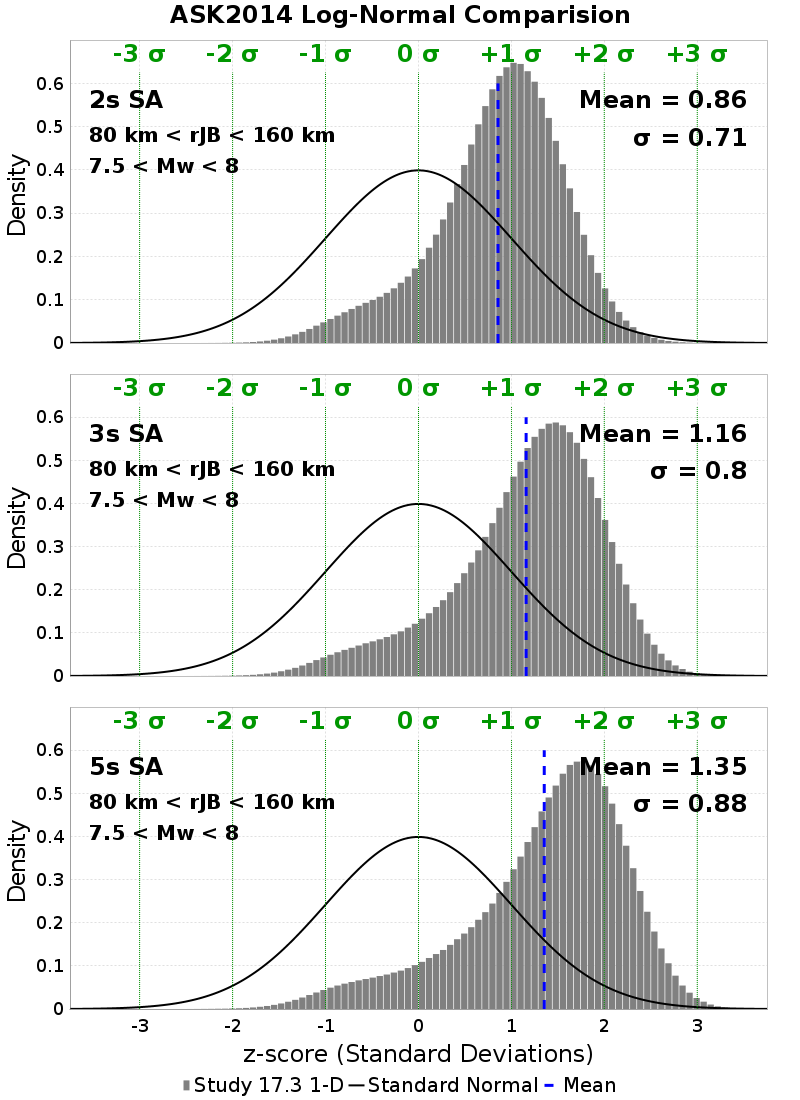 ASK2014 Log-Normal Comparision
-3 σ -2 σ -1 σ 0 σ +1 σ +2 σ +3 σ
2s SA
80 km < rJB < 160 km
7.5 < Mw < 8
Mean = 0.86
σ = 0.71
Density
0.6
0.5
0.4
0.3
0.2
0.1
0
-3 σ -2 σ -1 σ 0 σ +1 σ +2 σ +3 σ
3s SA
80 km < rJB < 160 km
7.5 < Mw < 8
Mean = 1.16
σ = 0.8
Density
0.6
0.5
0.4
0.3
0.2
0.1
0
-3 σ -2 σ -1 σ 0 σ +1 σ +2 σ +3 σ
5s SA
80 km < rJB < 160 km
7.5 < Mw < 8
Mean = 1.35
σ = 0.88
Density
0.6
0.5
0.4
0.3
0.2
0.1
0
-3 -2 -1 0 1 2 3
z-score (Standard Deviations)
Study 17.3 1-D Standard Normal Mean